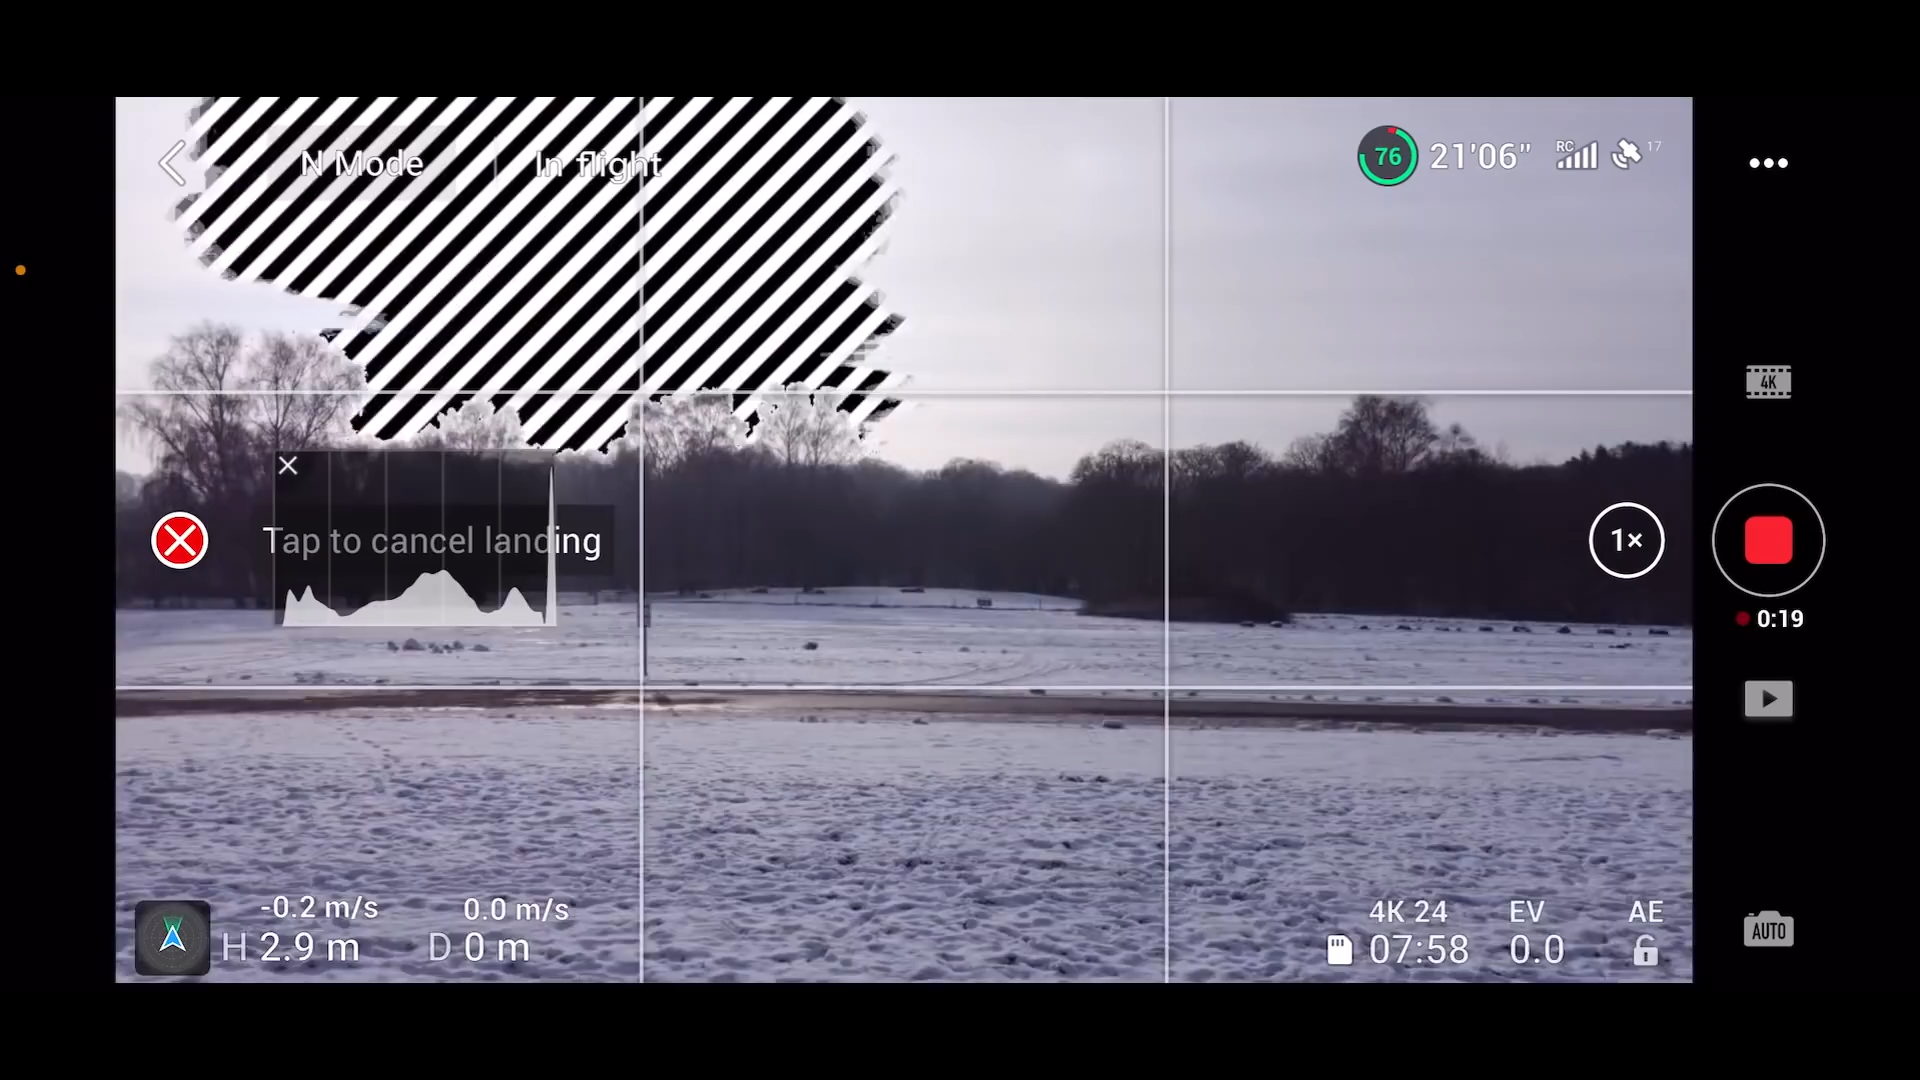 N Mode
In flight
76
21'06"
RC
17
4K
Tap to cancel landing
1×
0:19
-0.2 m/s
0.0 m/s
H 2.9 m
D 0 m
4K 24
EV
AE
07:58
0.0
AUTO